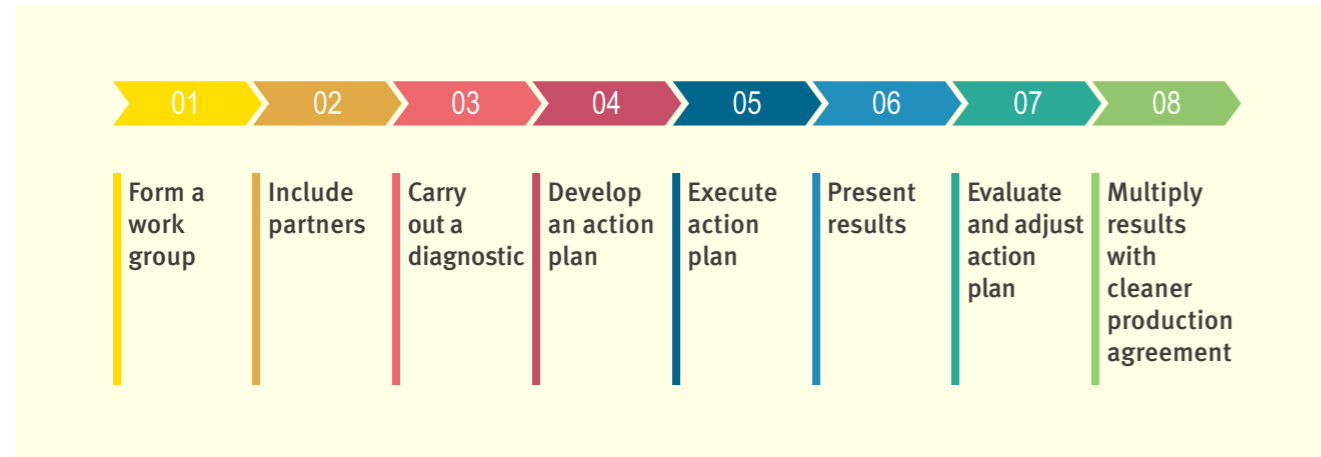 01
02
03
04
05
06
07
08
Form a
work
group
Include
partners
Carry
out a
diagnostic
Develop
an action
plan
Execute
action
plan
Present
results
Evaluate
and adjust
action
plan
Multiply
results
with
cleaner
production
agreement